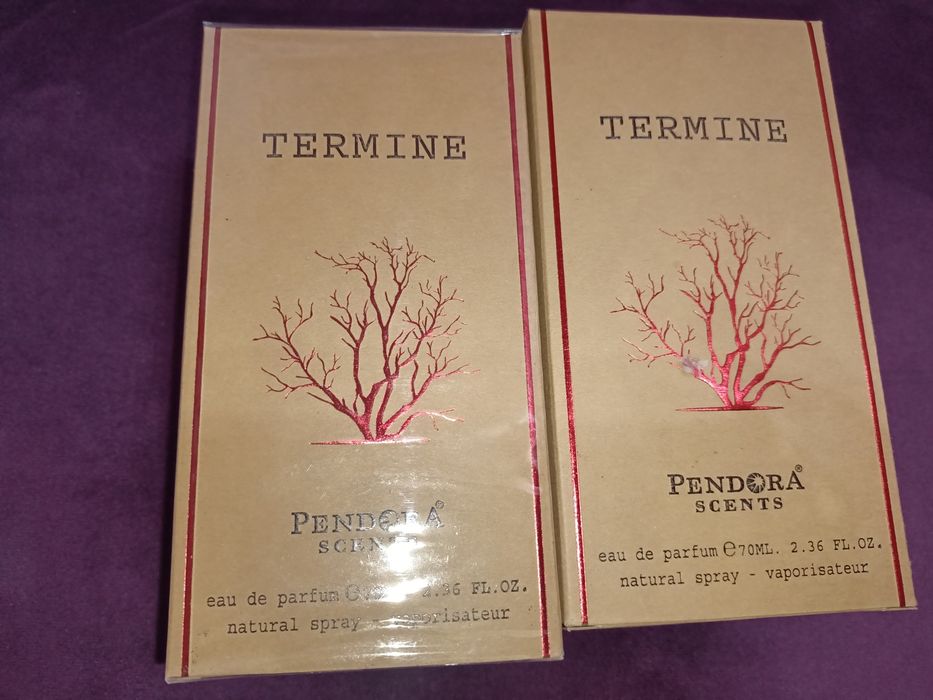 TERMINE
PENDORA®
SCENTS
eau de parfum ℮ 2.36 FL.OZ.
natural spray - vaporisateur
TERMINE
PENDORA®
SCENTS
eau de parfum ℮70ML. 2.36 FL.OZ.
natural spray - vaporisateur